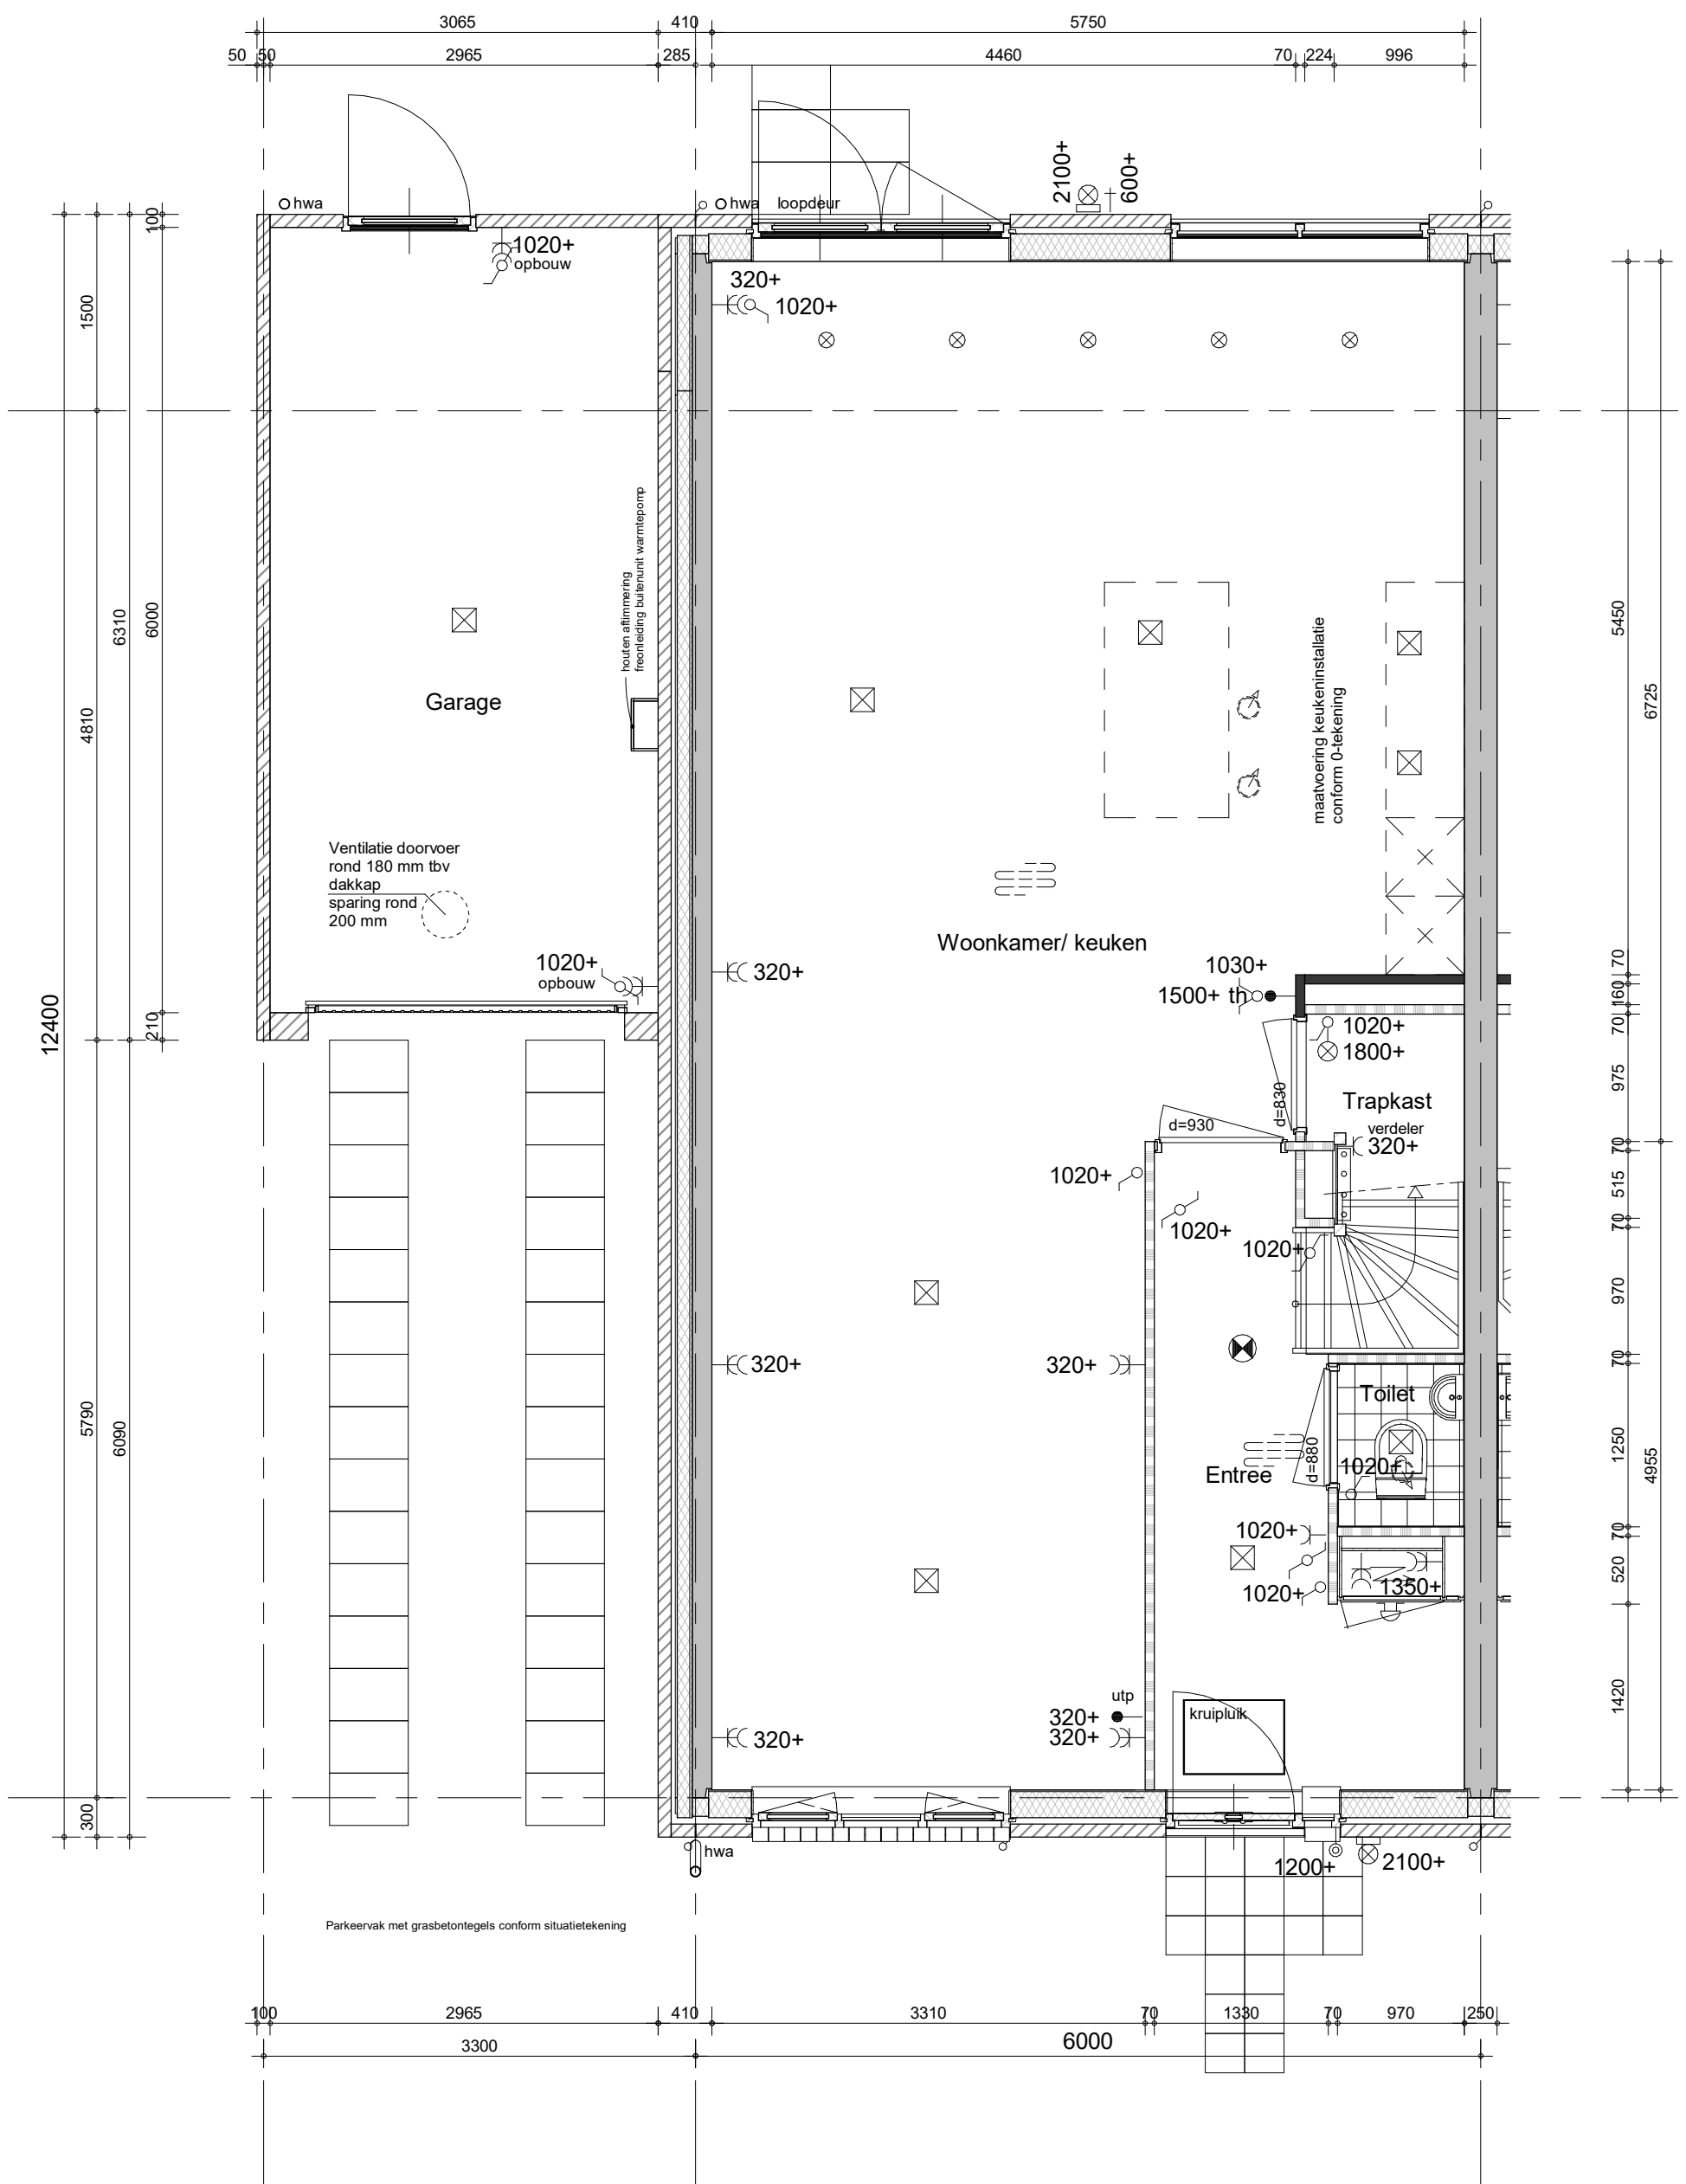 3065
410
5750
50
50
2965
285
4460
70
224
996
2100+
600+
hwa
hwa
loopdeur
100
1020+
opbouw
320+
1020+
1500
houten aftimmering
freonleiding buitenunit warmtepomp
6310
6000
5450
maatvoering keukeninstallatie
conform 0-tekening
Garage
4810
6725
Ventilatie doorvoer
rond 180 mm tbv
dakkap
sparing rond
200 mm
Woonkamer/ keuken
1020+
opbouw
320+
1030+
1500+ th
70
160
70
12400
210
1020+
1800+
975
Trapkast
verdeler
320+
d=830
d=930
70
1020+
1020+
1020+
515
70
970
320+
320+
70
Toilet
5790
6090
Entree
d=880
1020+
1250
4955
1020+
70
1020+
1350+
520
utp
320+
320+
320+
kruipluik
1420
300
hwa
1200+
2100+
Parkeervak met grasbetontegels conform situatietekening
100
2965
410
3310
70
1330
70
970
250
3300
6000